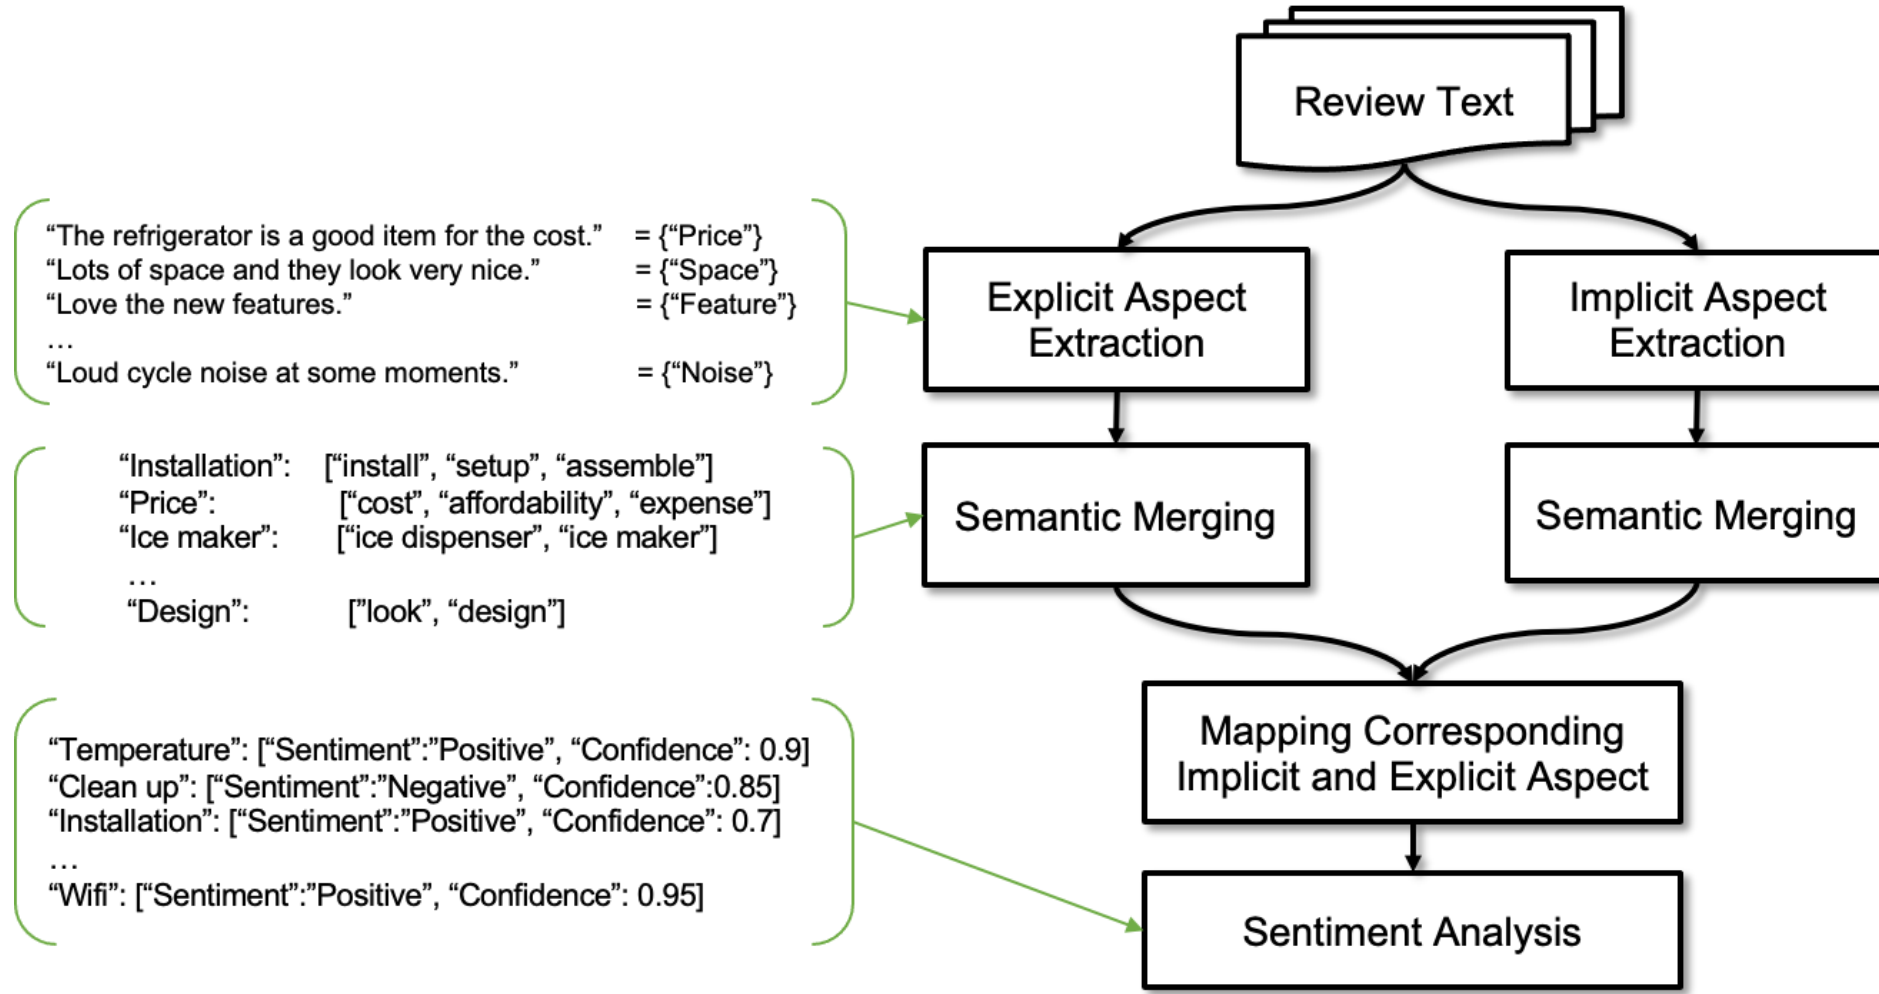 Review Text
“The refrigerator is a good item for the cost.” = {“Price”}
“Lots of space and they look very nice.” = {“Space”}
“Love the new features.” = {“Feature”}
…
“Loud cycle noise at some moments.” = {“Noise”}
Explicit Aspect
Extraction
Implicit Aspect
Extraction
“Installation”: [“install”, “setup”, “assemble”]
“Price”: [“cost”, “affordability”, “expense”]
“Ice maker”: [“ice dispenser”, “ice maker”]
…
“Design”: [”look”, “design”]
Semantic Merging
Semantic Merging
Mapping Corresponding
Implicit and Explicit Aspect
“Temperature”: [“Sentiment”:”Positive”, “Confidence”: 0.9]
“Clean up”: [“Sentiment”:”Negative”, “Confidence”:0.85]
“Installation”: [“Sentiment”:”Positive”, “Confidence”: 0.7]
…
“Wifi”: [“Sentiment”:”Positive”, “Confidence”: 0.95]
Sentiment Analysis